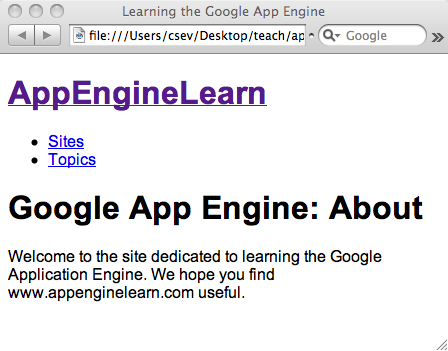 Learning the Google App Engine
file:///Users/csev/Desktop/teach/ap
Google
AppEngineLearn
Sites
Topics
Google App Engine: About
Welcome to the site dedicated to learning the Google
Application Engine. We hope you find
www.appenginelearn.com useful.